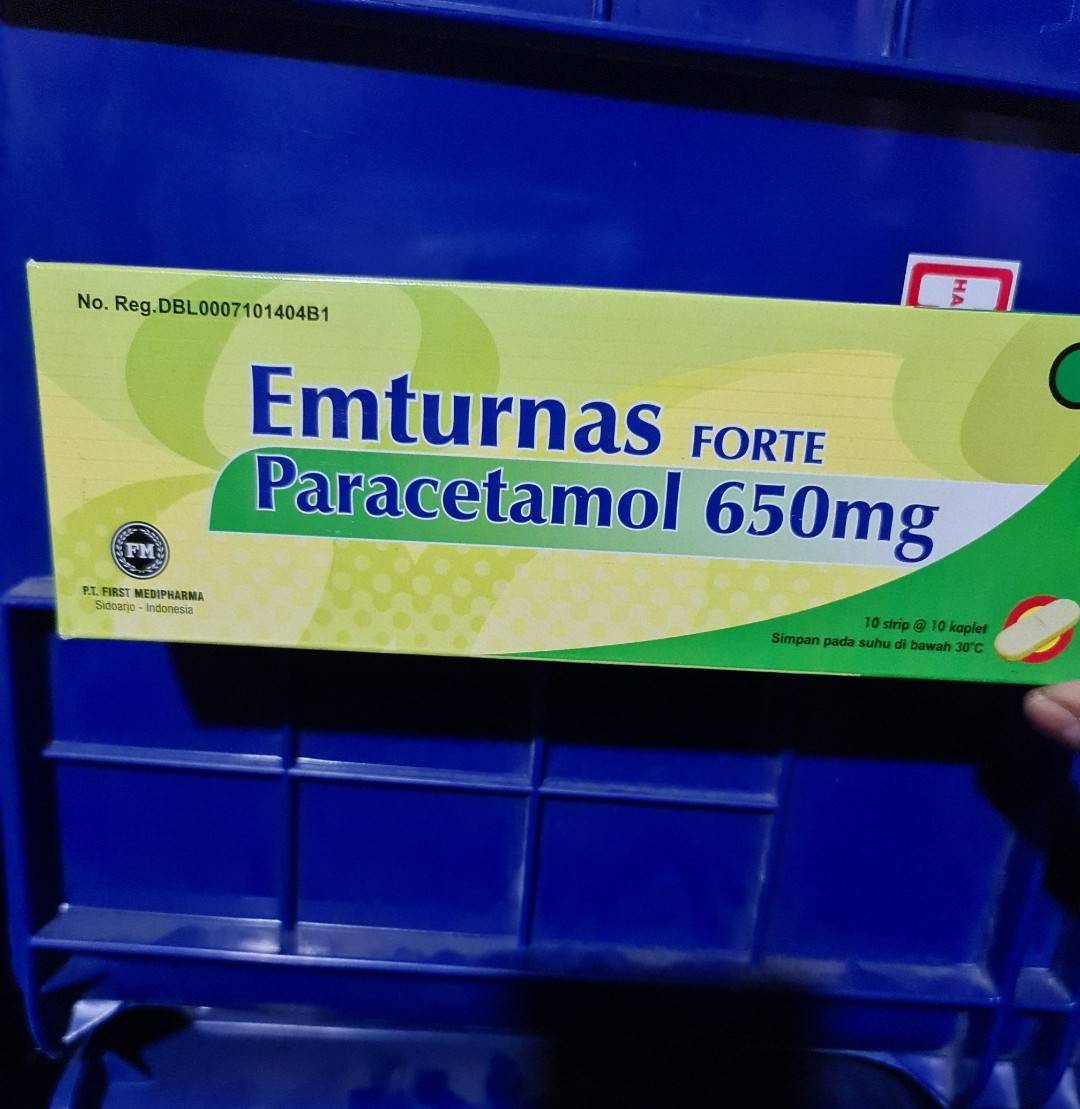 No. Reg.DBL0007101404B1
Emturnas FORTE
Paracetamol 650mg
FM
P.T. FIRST MEDIPHARMA
Sidoarjo - Indonesia
10 strip @ 10 kaplet
Simpan pada suhu di bawah 30°C